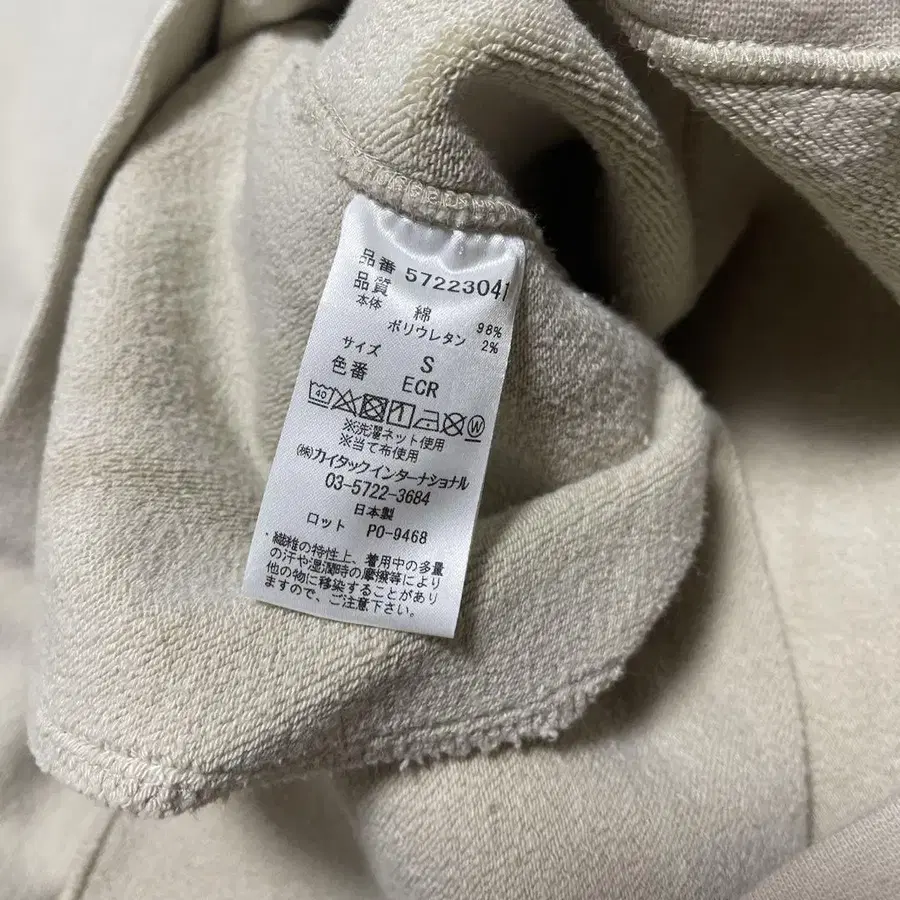 品番 57223041
品質
本体 綿 98%
ポリウレタン 2%
サイズ S
色番 ECR
40 W
※洗濯ネット使用
※当て布使用
㈱カイタックインターナショナル
03-5722-3684
日本製
ロット PO-9468
・繊維の特性上、着用中の多量
の汗や湿潤時の摩擦等により
他の物に移染することがあり
ますので、ご注意下さい。